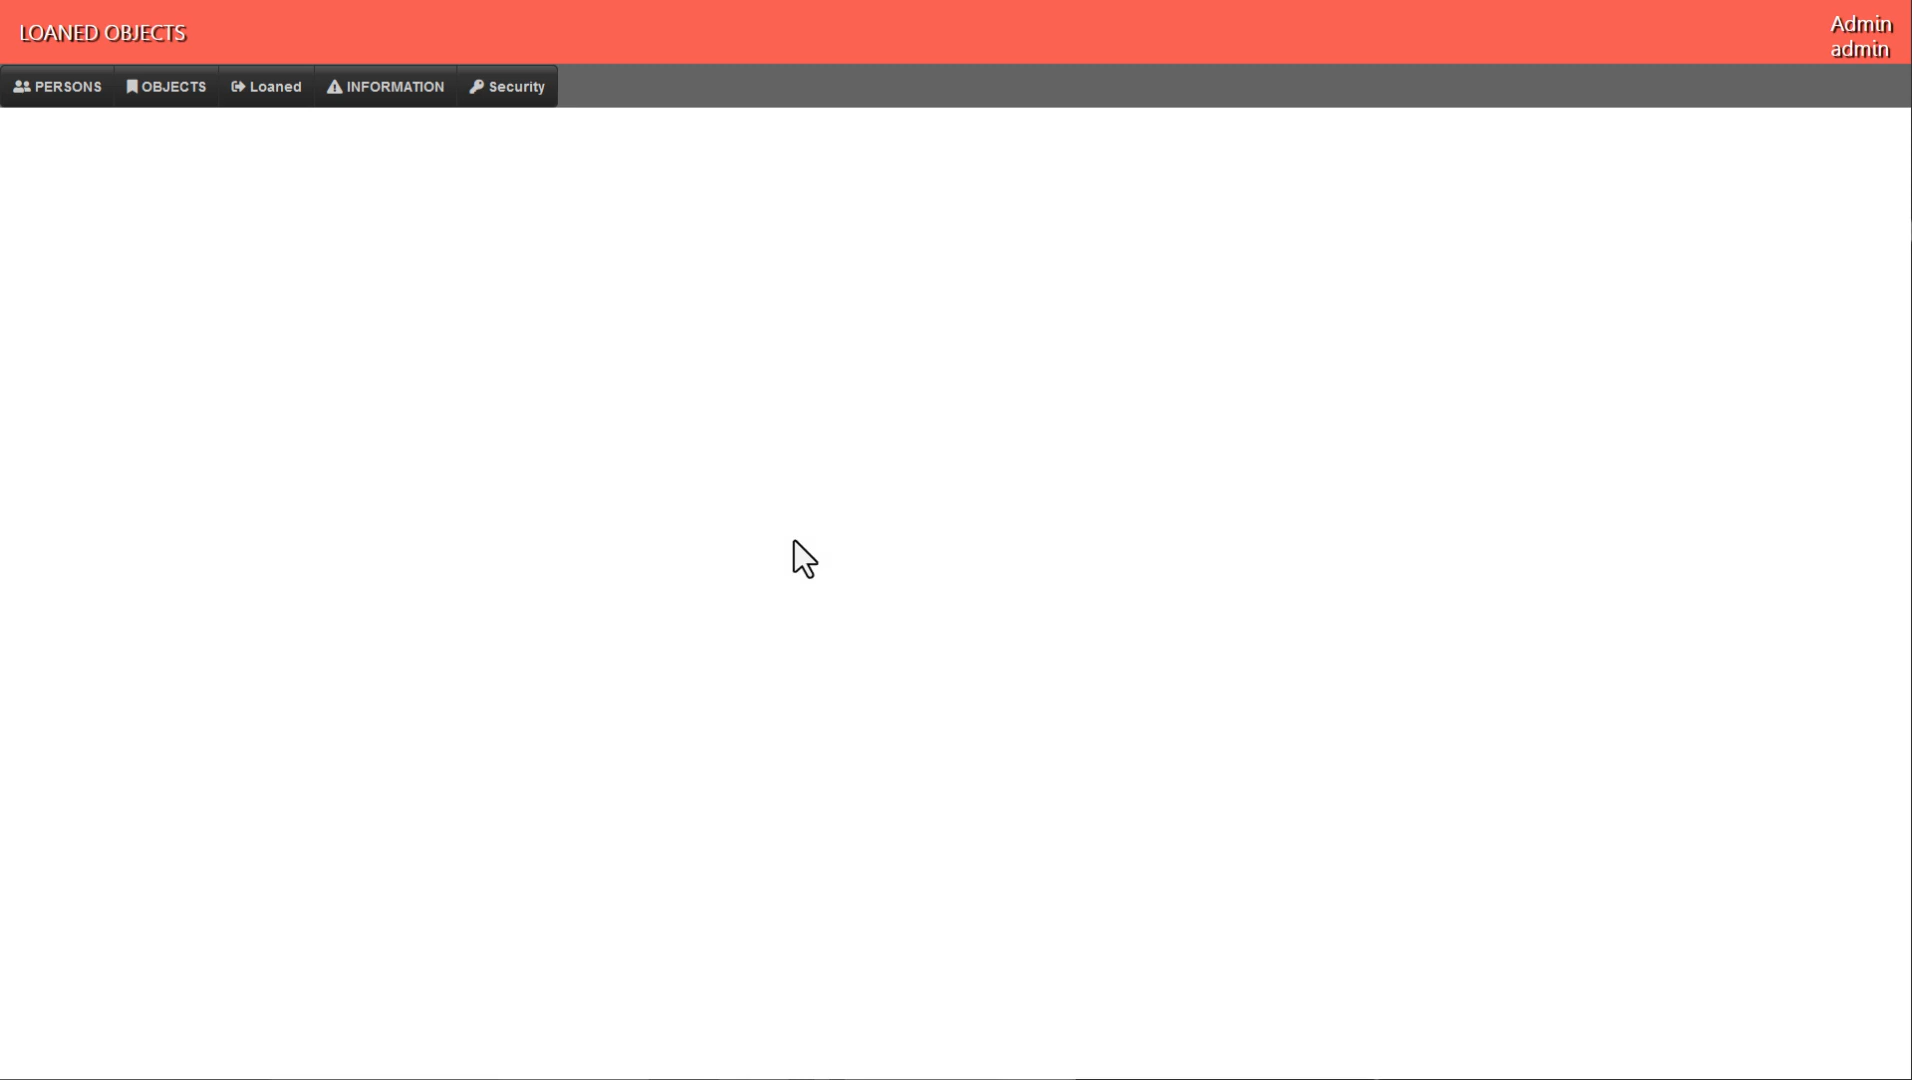 LOANED OBJECTS
Admin
admin
PERSONS OBJECTS Loaned INFORMATION Security